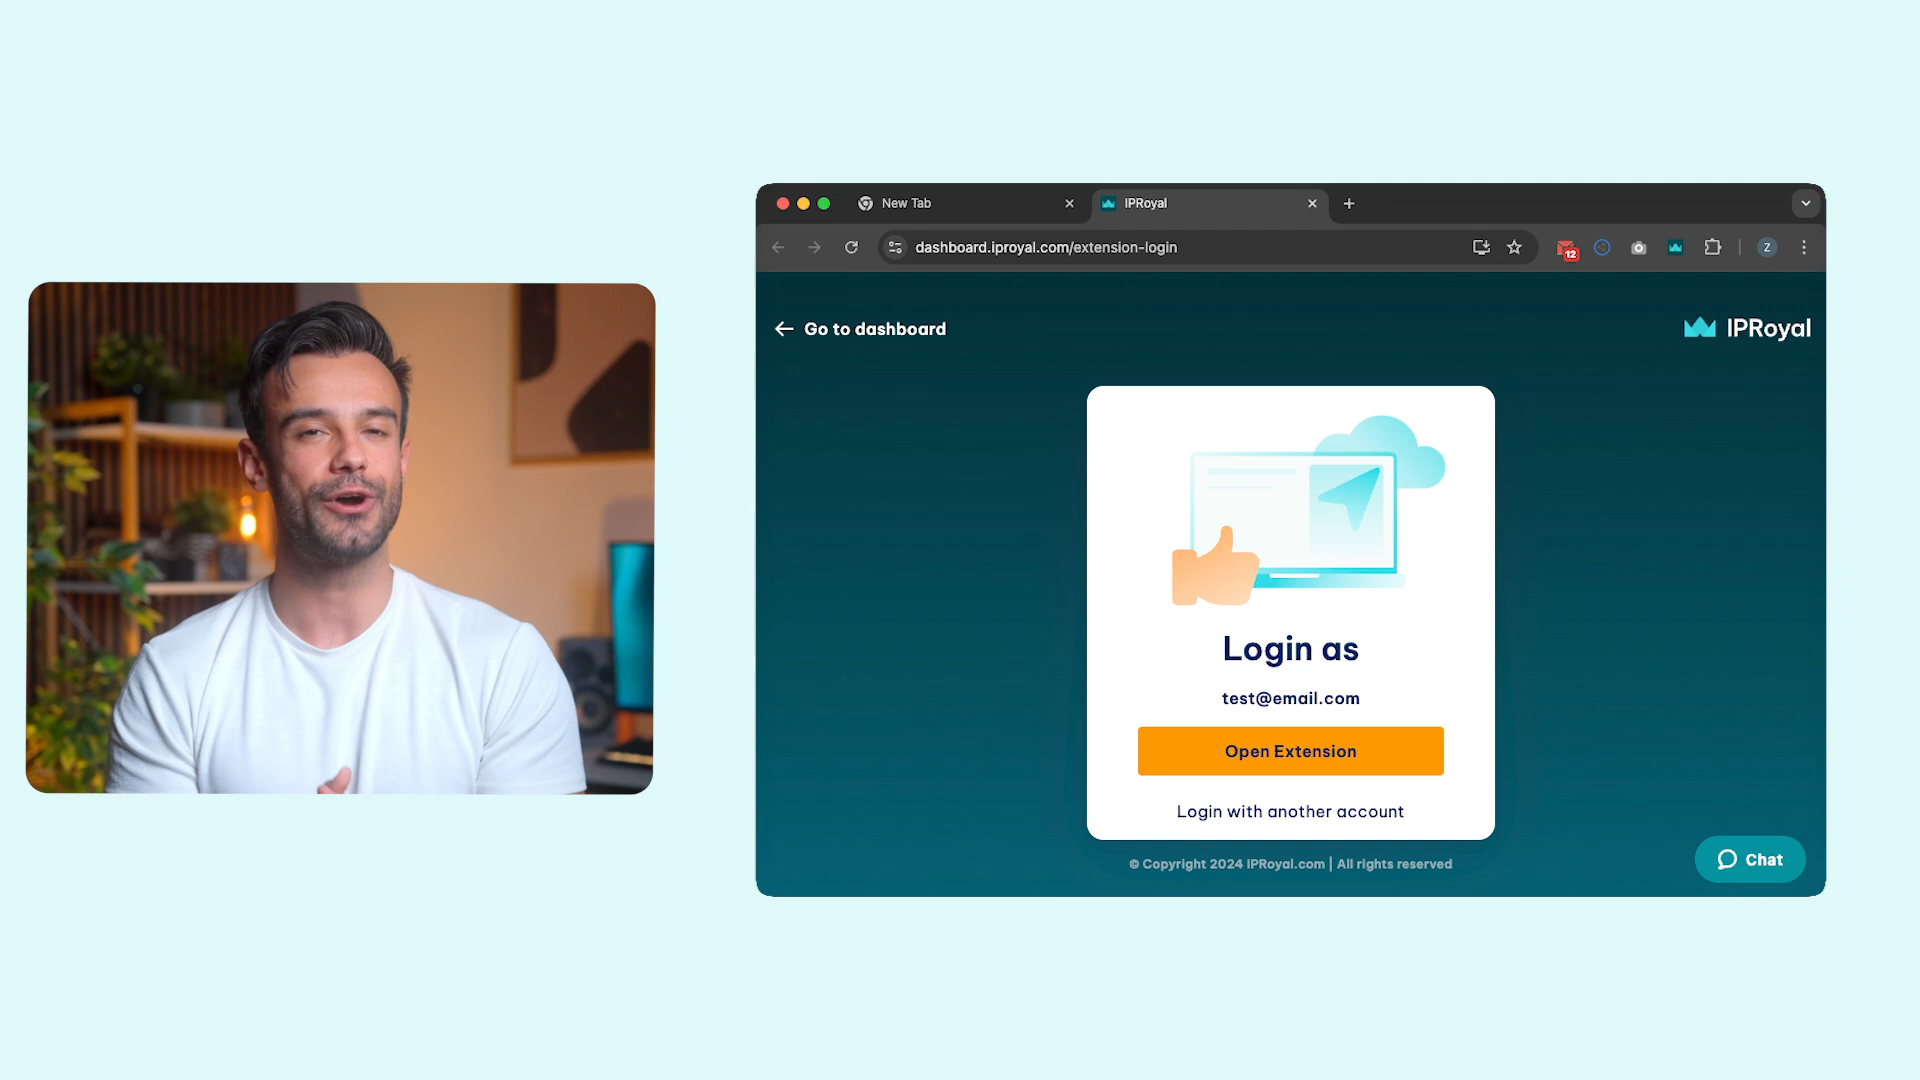 New Tab
IPRoyal
dashboard.iproyal.com/extension-login
12
Z
Go to dashboard
IPRoyal
Login as
test@email.com
Open Extension
Login with another account
© Copyright 2024 IPRoyal.com | All rights reserved
Chat